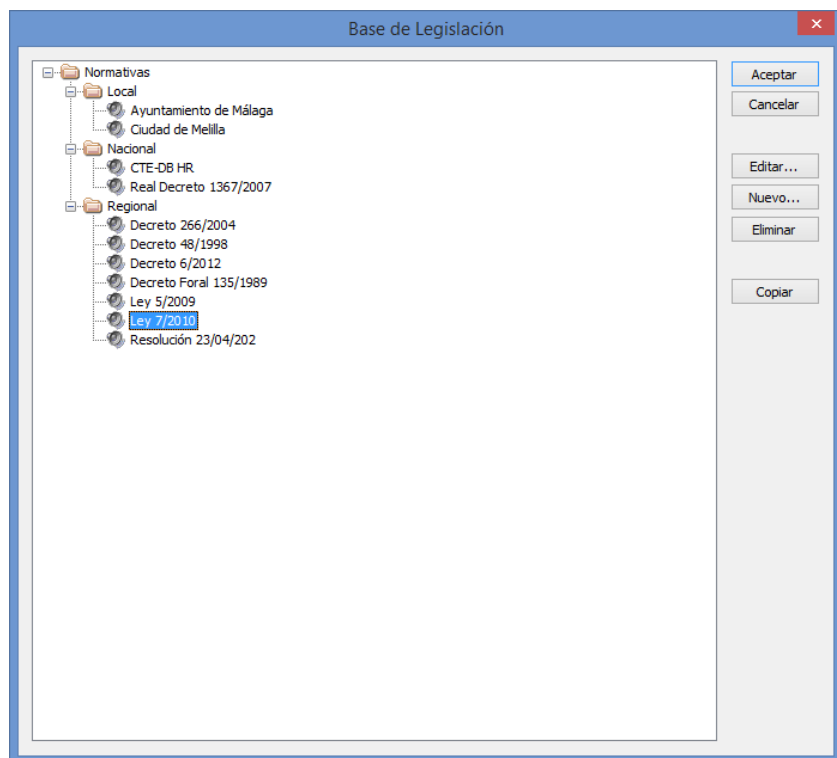 Base de Legislación
Normativas
Local
Ayuntamiento de Málaga
Ciudad de Melilla
Nacional
CTE-DB HR
Real Decreto 1367/2007
Regional
Decreto 266/2004
Decreto 48/1998
Decreto 6/2012
Decreto Foral 135/1989
Ley 5/2009
Ley 7/2010
Resolución 23/04/202
Aceptar
Cancelar
Editar...
Nuevo...
Eliminar
Copiar